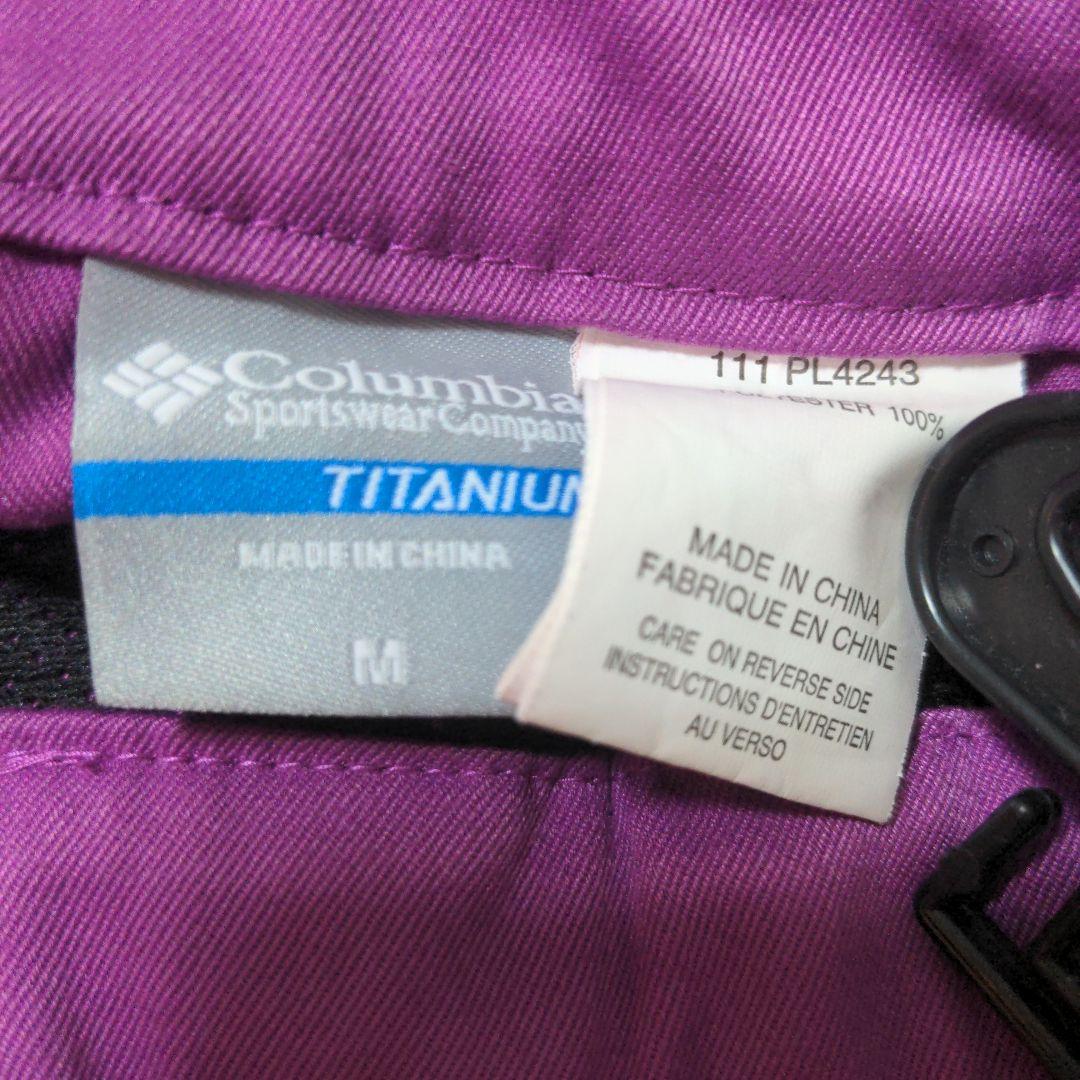 Columbia
Sportswear Company
TITANIUM
MADE IN CHINA
M
111 PL4243
POLYESTER 100%
MADE IN CHINA
FABRIQUE EN CHINE
CARE ON REVERSE SIDE
INSTRUCTIONS D'ENTRETIEN
AU VERSO